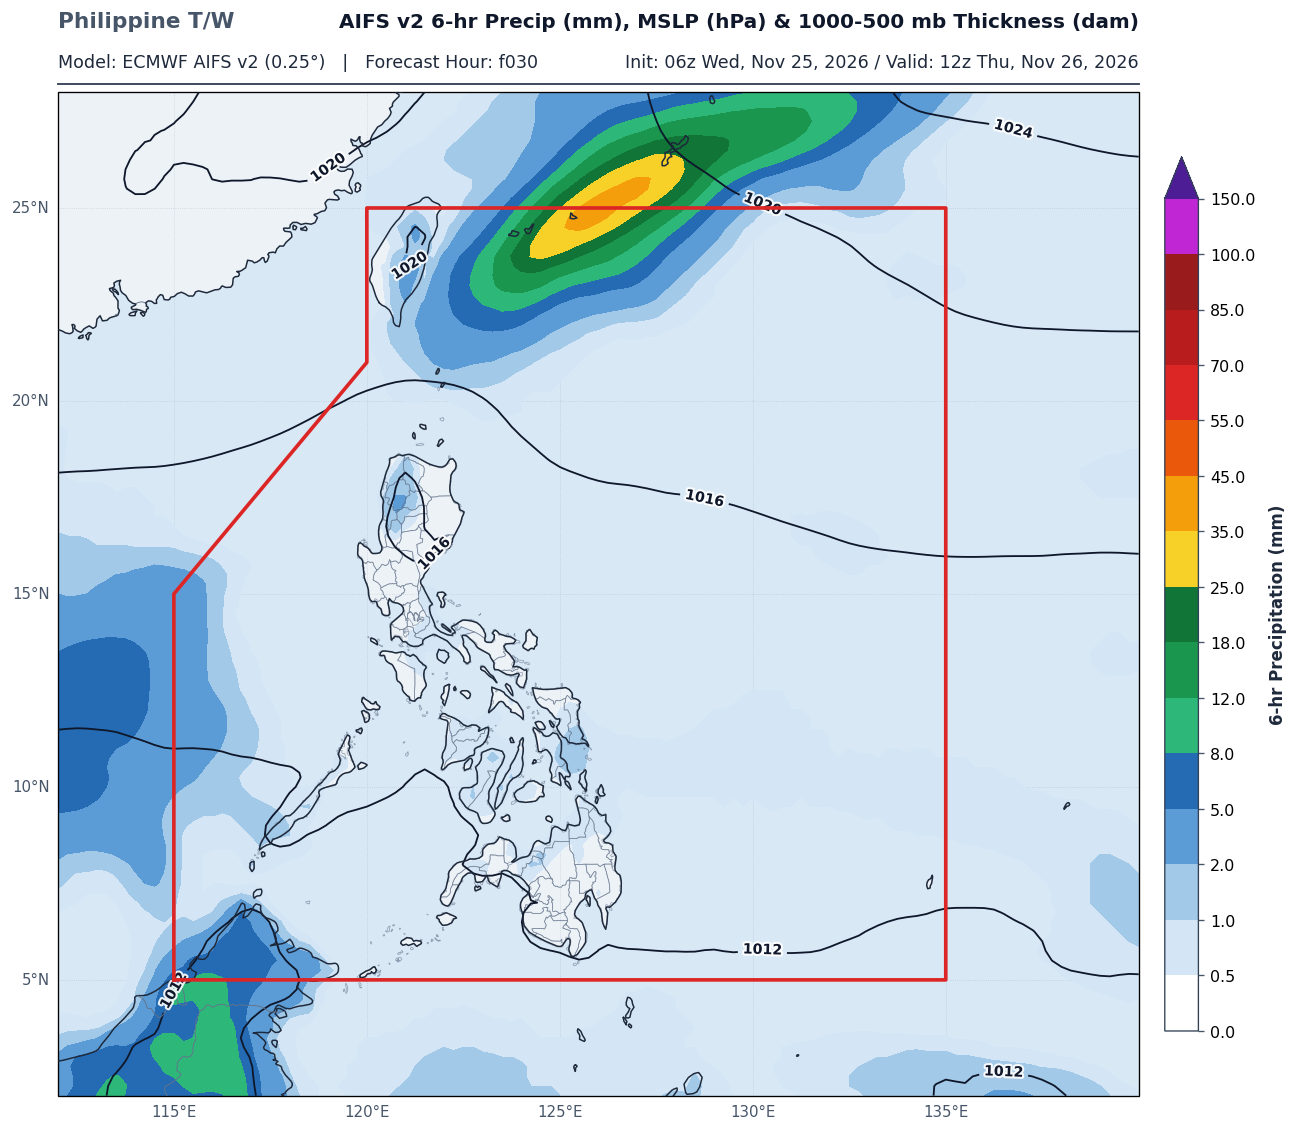 Philippine T/W
AIFS v2 6-hr Precip (mm), MSLP (hPa) & 1000-500 mb Thickness (dam)
Model: ECMWF AIFS v2 (0.25°)   |   Forecast Hour: f030
Init: 06z Wed, Nov 25, 2026 / Valid: 12z Thu, Nov 26, 2026
1024
1020
1020
1020
1016
1016
1012
1012
1012
25°N
20°N
15°N
10°N
5°N
115°E
120°E
125°E
130°E
135°E
150.0
100.0
85.0
70.0
55.0
45.0
35.0
25.0
18.0
12.0
8.0
5.0
2.0
1.0
0.5
0.0
6-hr Precipitation (mm)